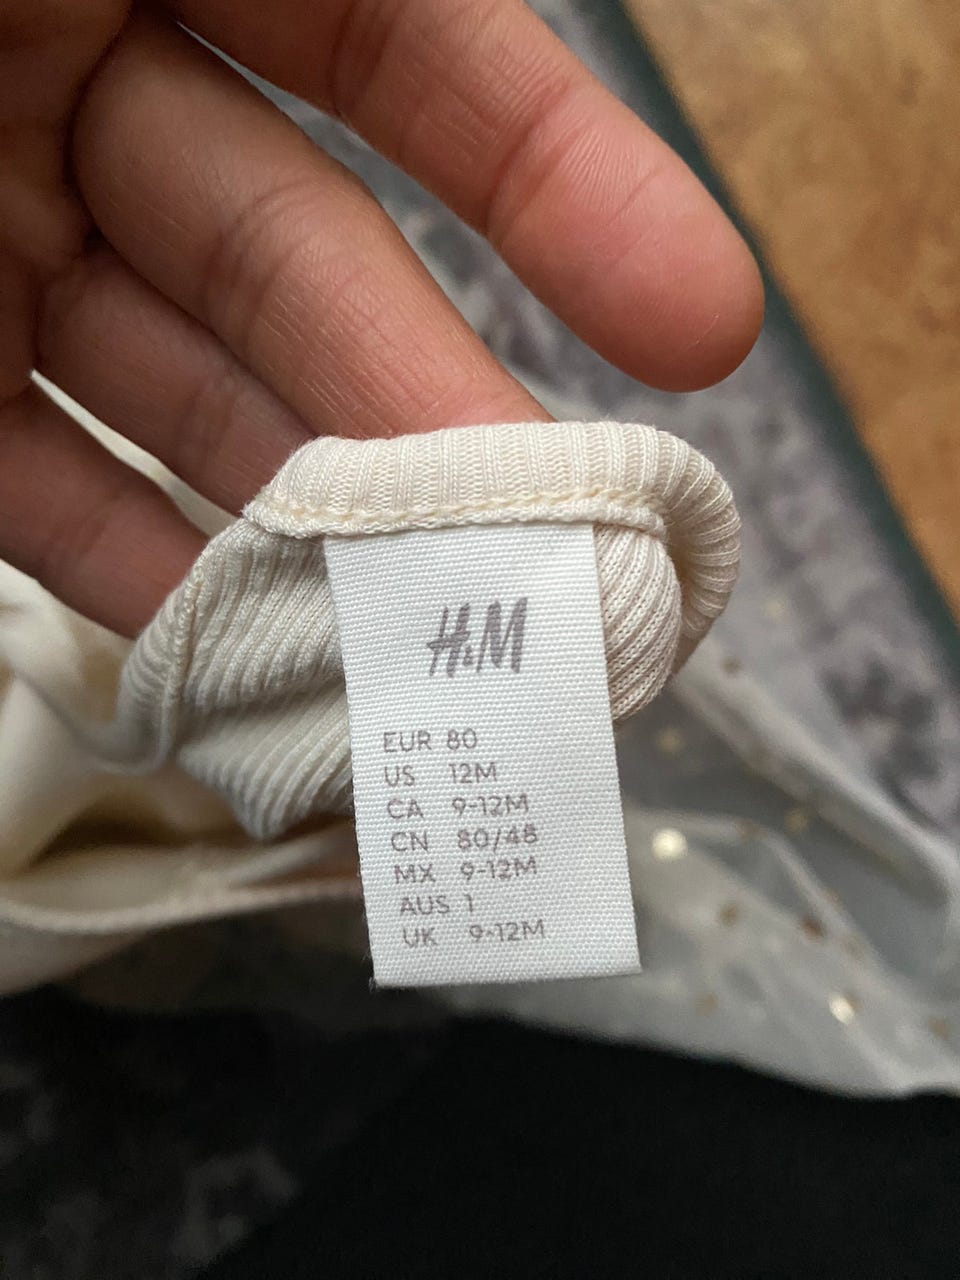 H&M
EUR 80
US 12M
CA 9-12M
CN 80/48
MX 9-12M
AUS 1
UK 9-12M